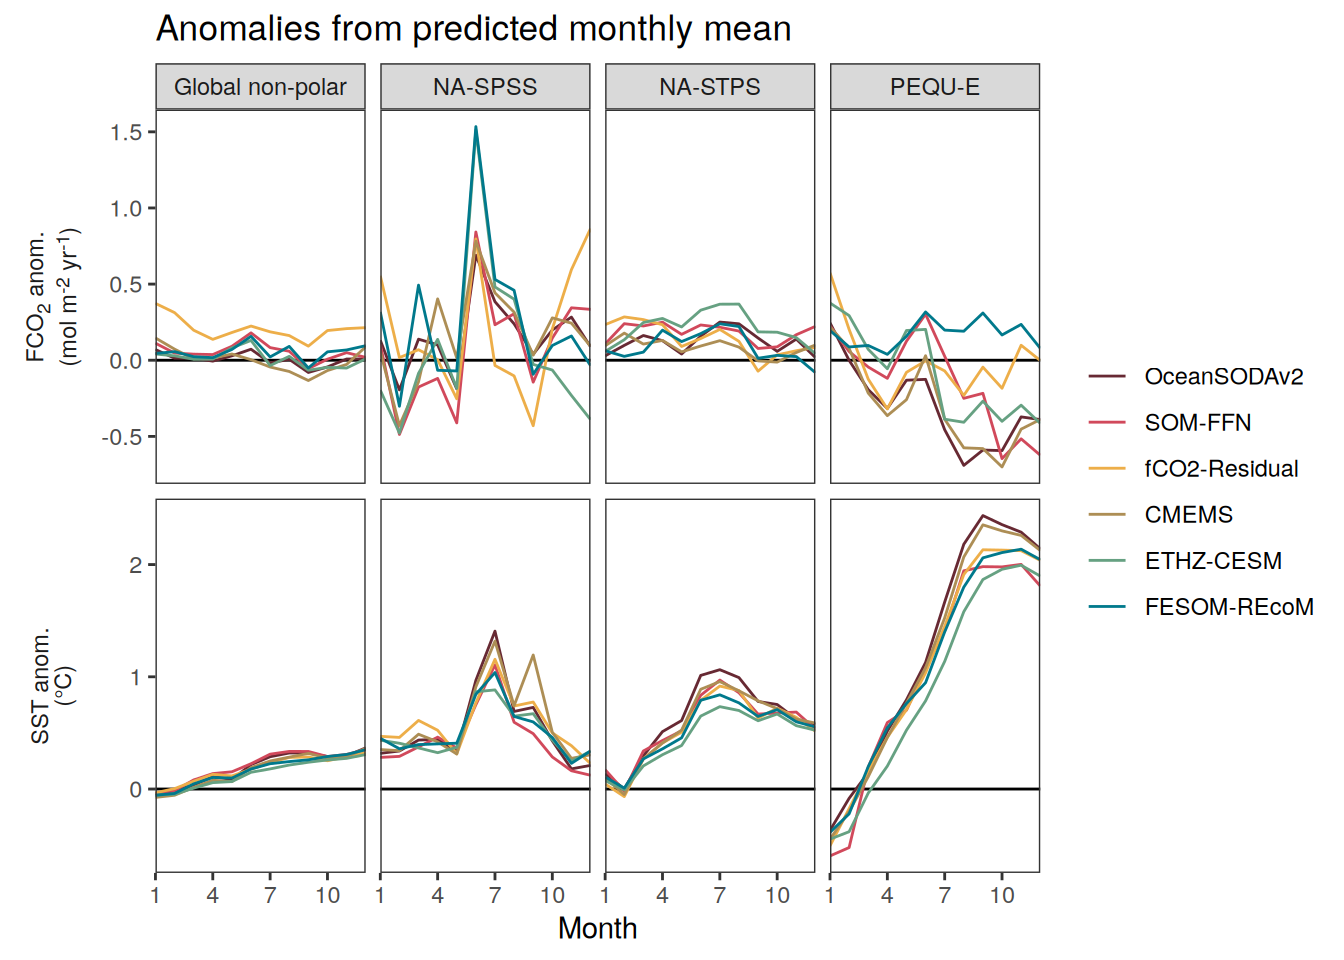 Anomalies from predicted monthly mean
Global non-polar
NA-SPSS
NA-STPS
PEQU-E
FCO₂ anom.
(mol m⁻² yr⁻¹)
1.5
1.0
0.5
0.0
-0.5
SST anom.
(°C)
2
1
0
1 4 7 10
1 4 7 10
1 4 7 10
1 4 7 10
Month
OceanSODAv2
SOM-FFN
fCO2-Residual
CMEMS
ETHZ-CESM
FESOM-REcoM